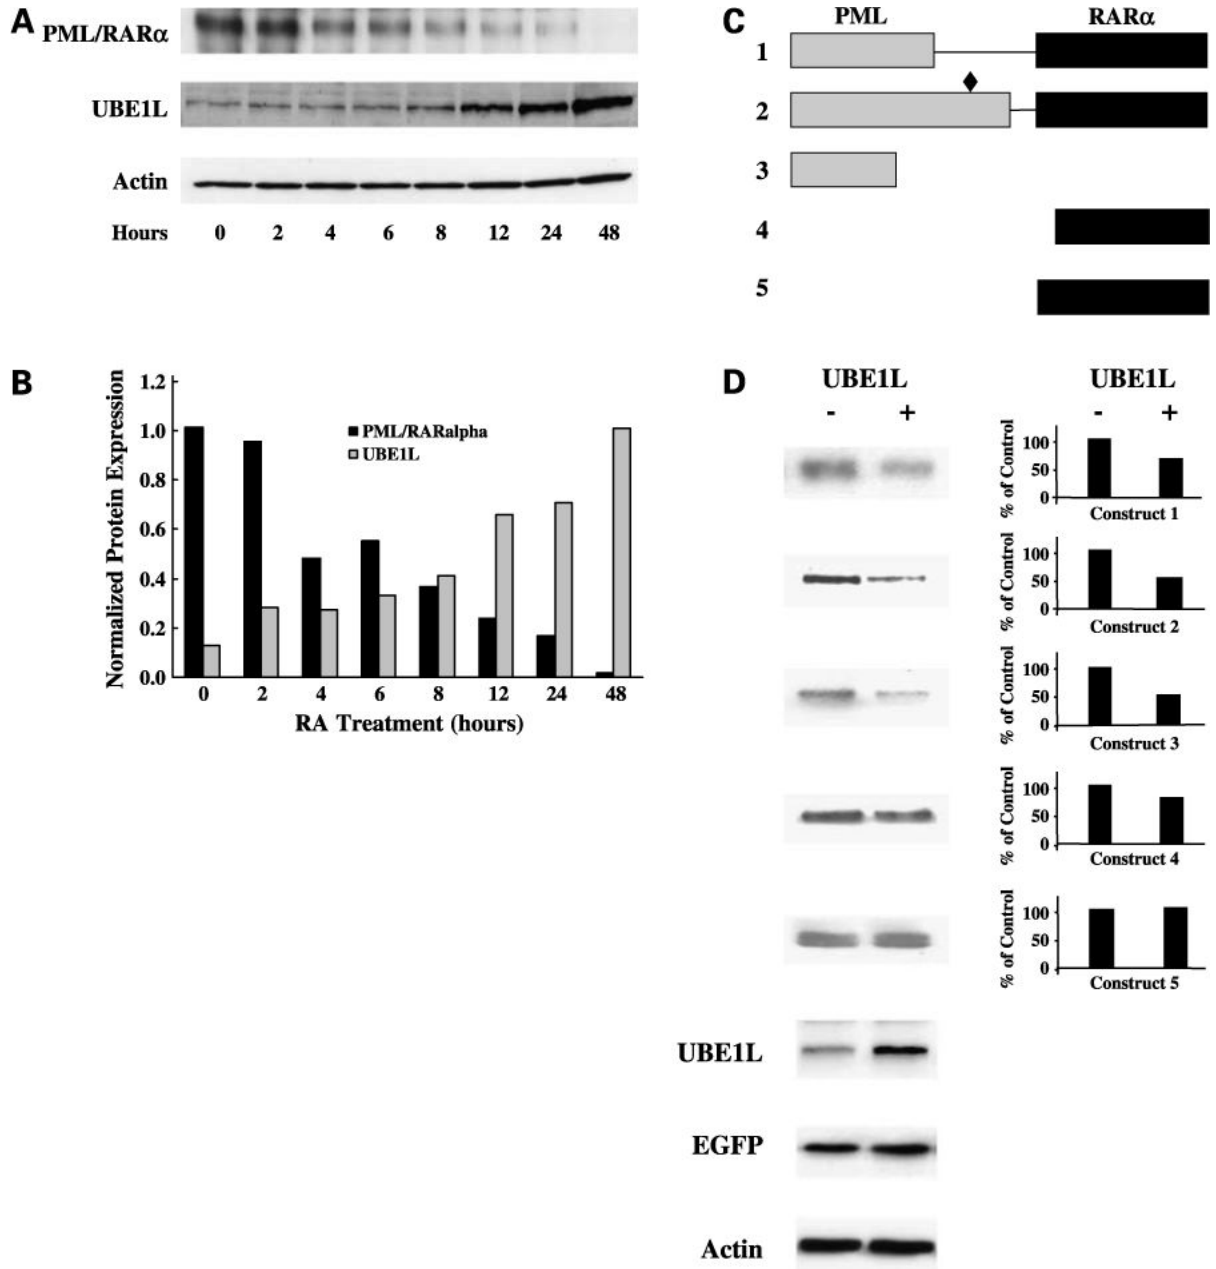 A
PML/RARα
UBE1L
Actin
Hours 0 2 4 6 8 12 24 48
B
Normalized Protein Expression
1.2
1.0
0.8
0.6
0.4
0.2
0.0
PML/RARalpha
UBE1L
0 2 4 6 8 12 24 48
RA Treatment (hours)
C
PML RARα
1
2
3
4
5
D
UBE1L UBE1L
- + - +
% of Control
100
50
0
Construct 1
% of Control
100
50
0
Construct 2
% of Control
100
50
0
Construct 3
% of Control
100
50
0
Construct 4
% of Control
100
50
0
Construct 5
UBE1L
EGFP
Actin